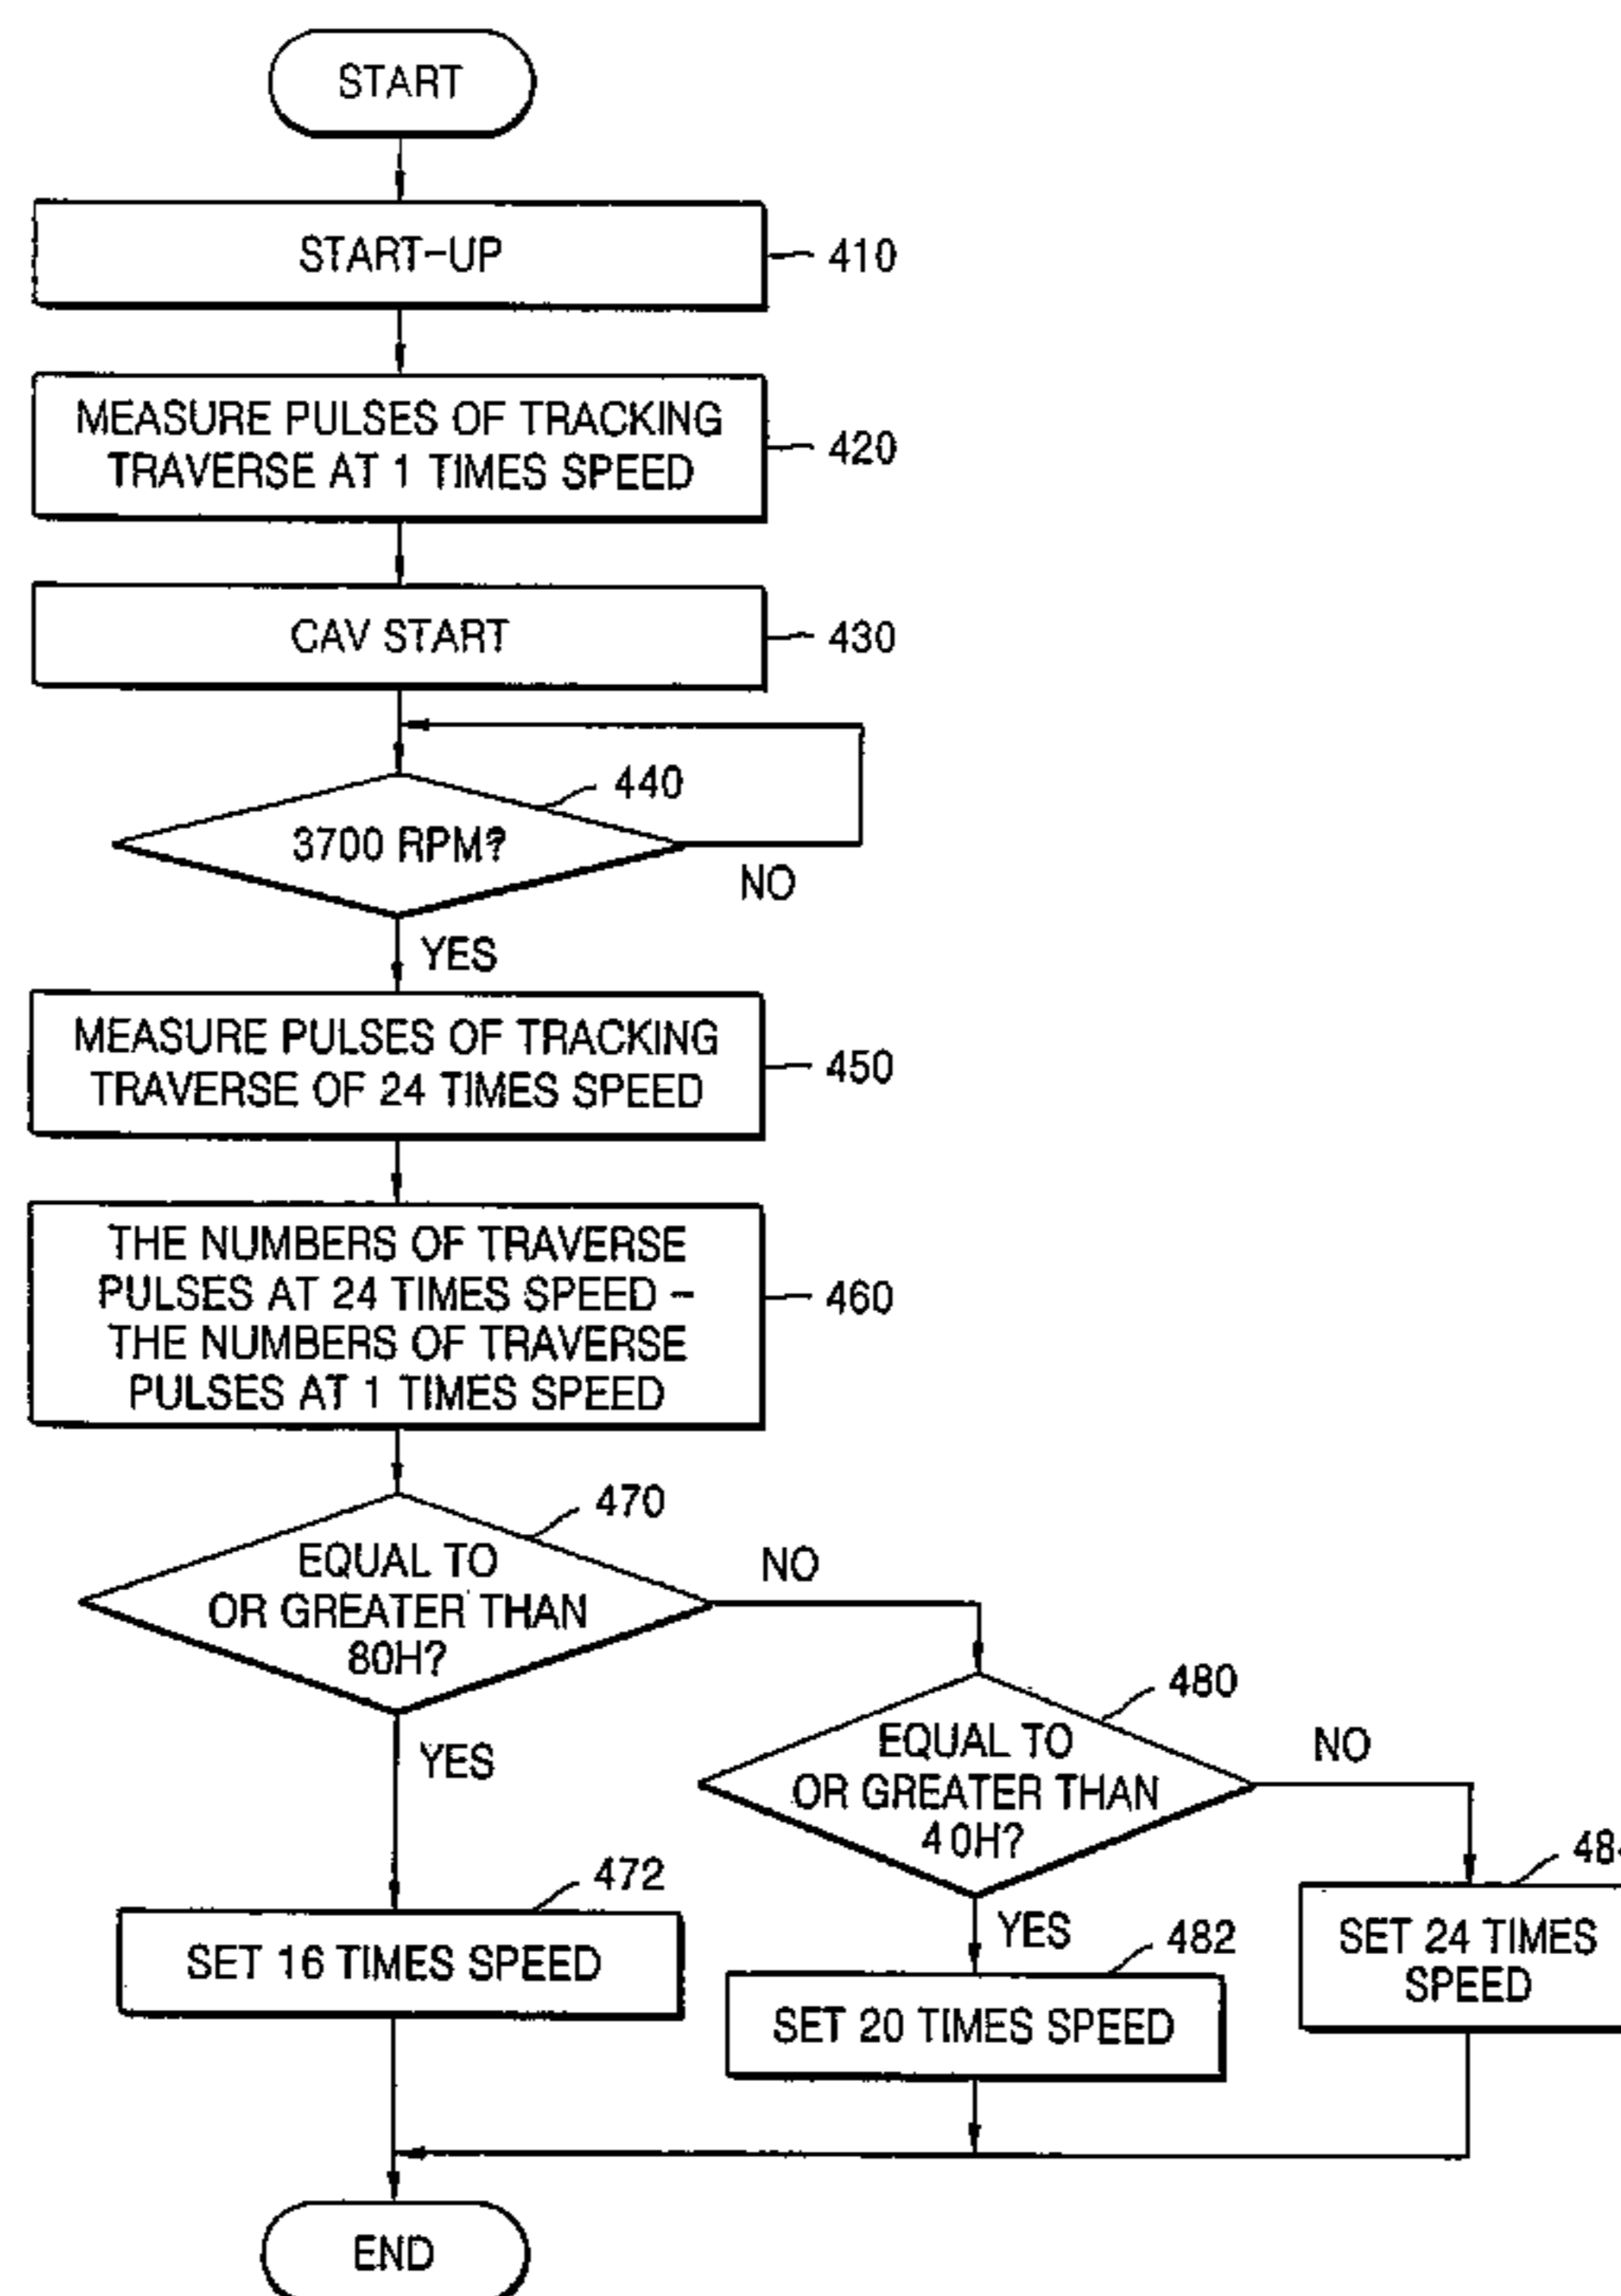 START
START-UP
410
MEASURE PULSES OF TRACKING
TRAVERSE AT 1 TIMES SPEED
420
CAV START
430
440
3700 RPM?
NO
YES
MEASURE PULSES OF TRACKING
TRAVERSE OF 24 TIMES SPEED
450
THE NUMBERS OF TRAVERSE
PULSES AT 24 TIMES SPEED -
THE NUMBERS OF TRAVERSE
PULSES AT 1 TIMES SPEED
460
470
EQUAL TO
OR GREATER THAN
80H?
NO
YES
480
EQUAL TO
OR GREATER THAN
40H?
NO
YES
472
SET 16 TIMES SPEED
482
SET 20 TIMES SPEED
SET 24 TIMES
SPEED
END